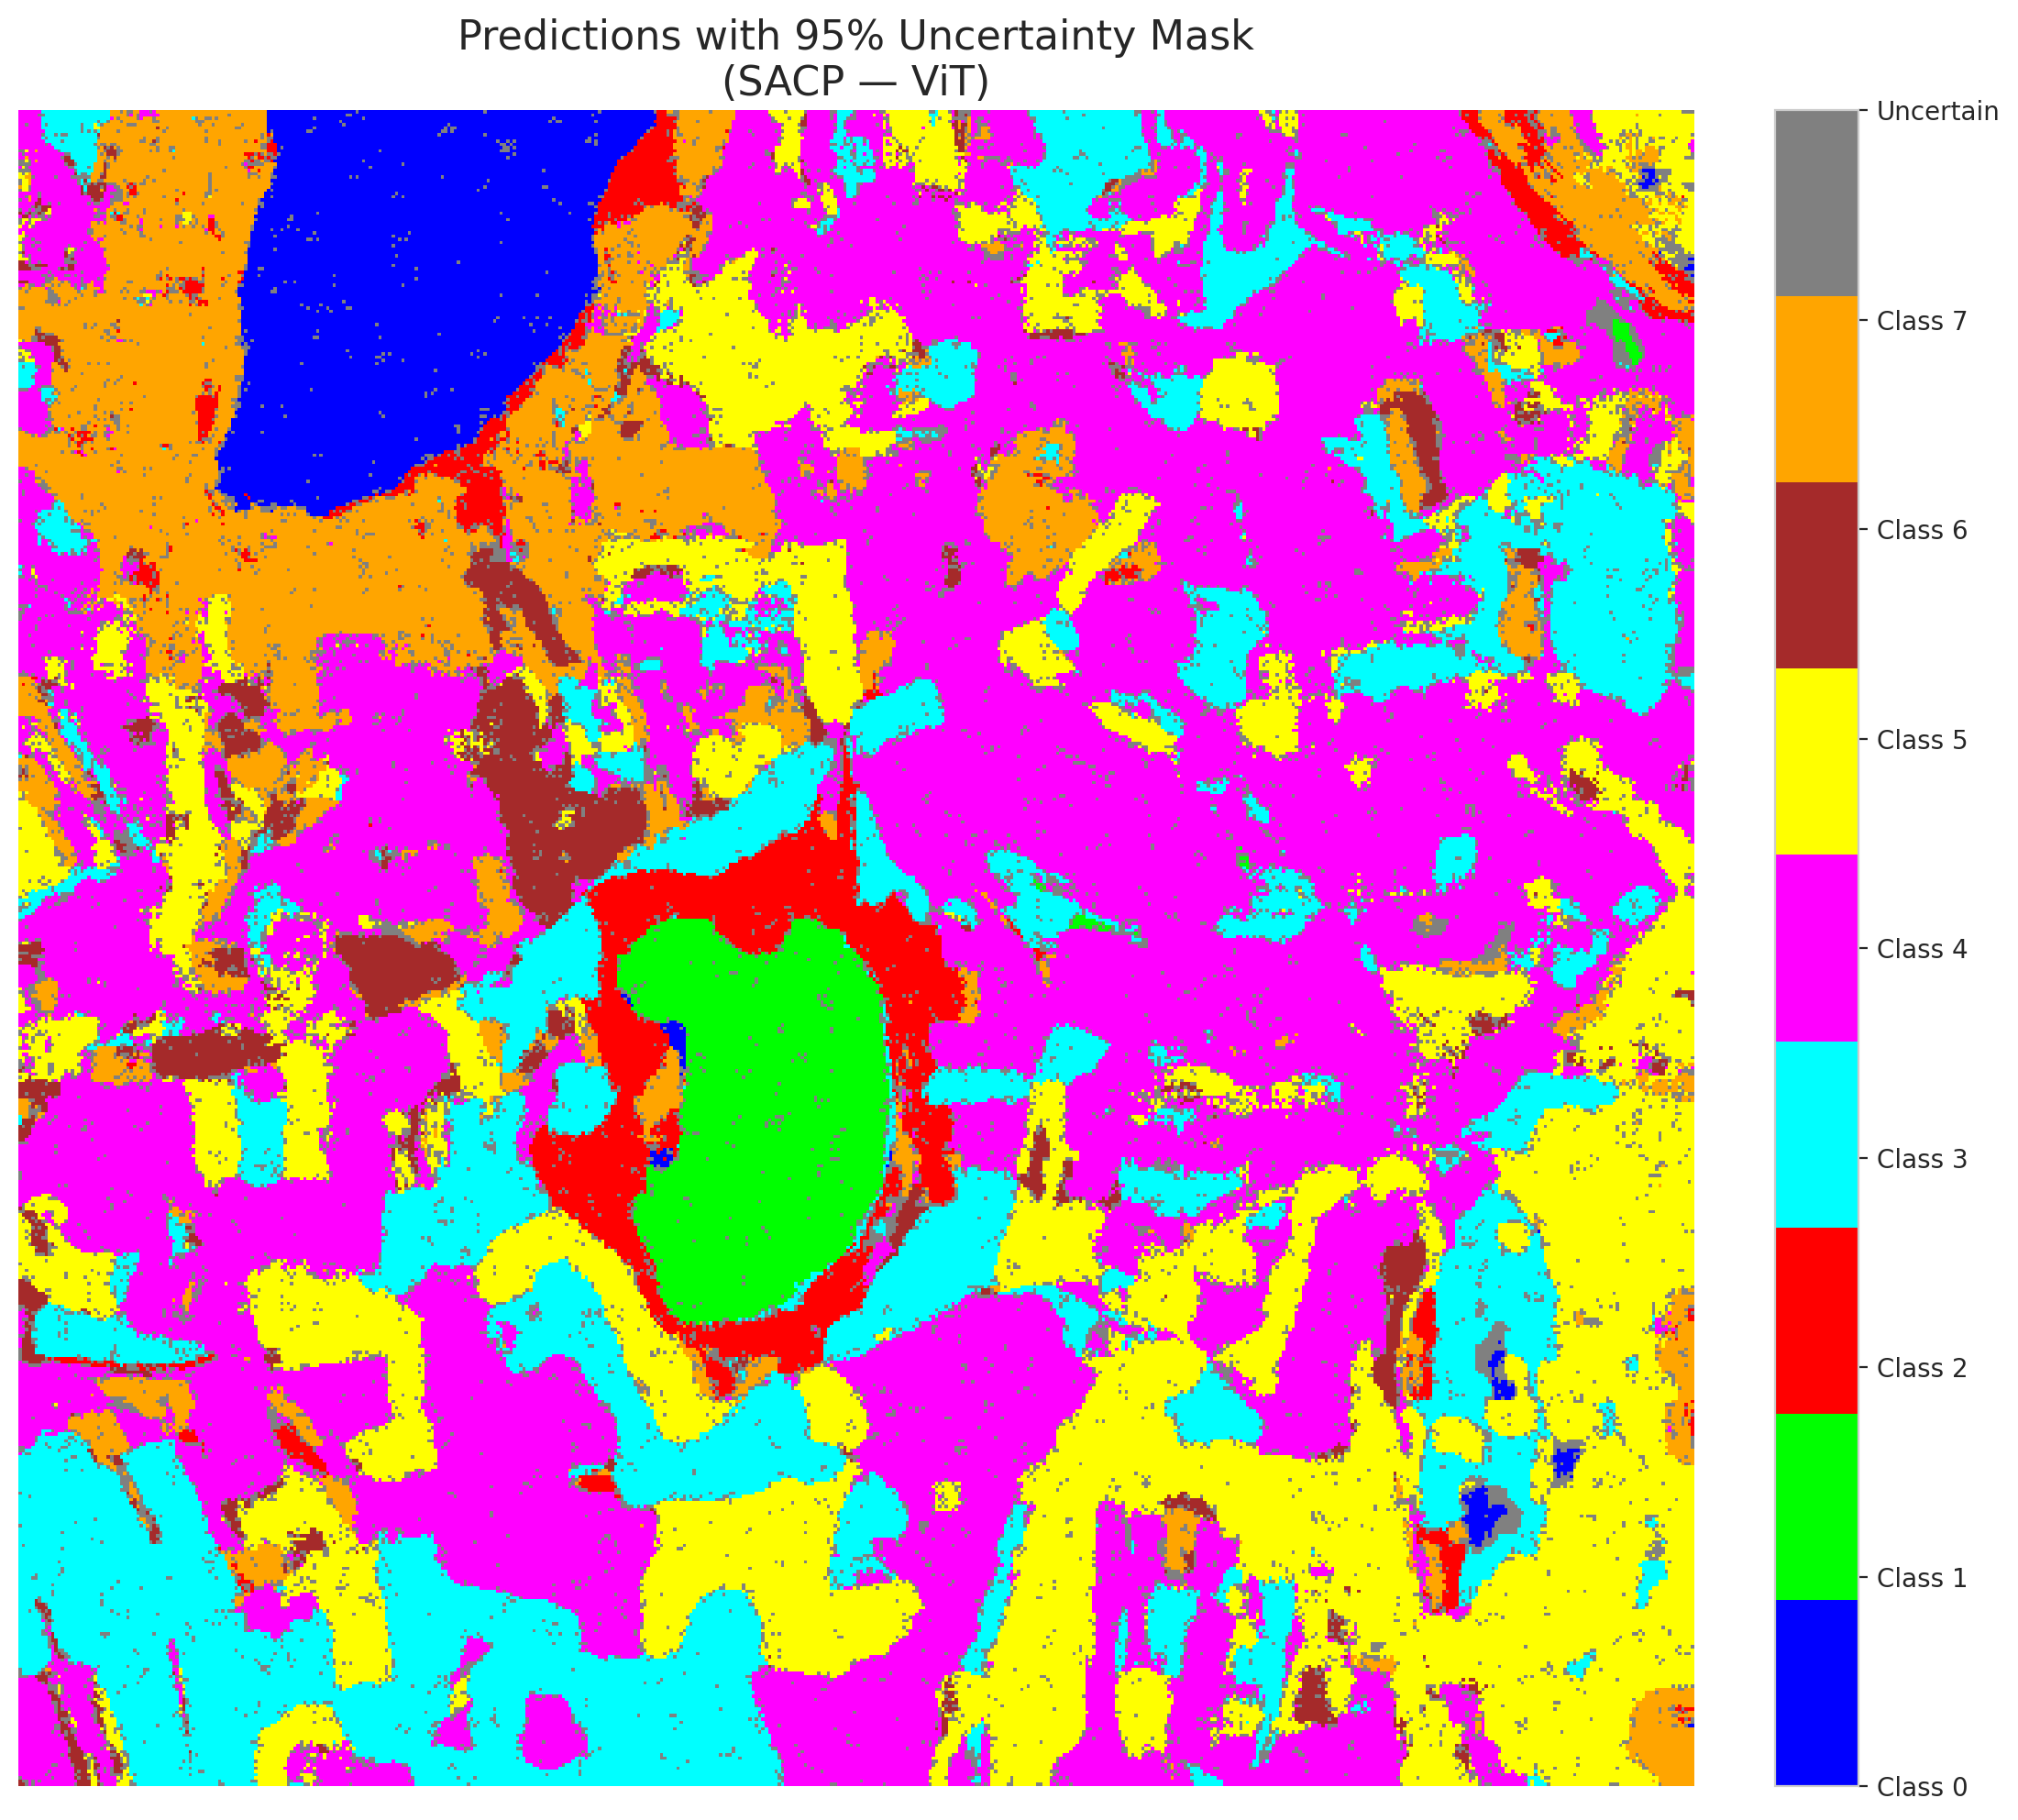 Predictions with 95% Uncertainty Mask
(SACP — ViT)
Uncertain
Class 7
Class 6
Class 5
Class 4
Class 3
Class 2
Class 1
Class 0